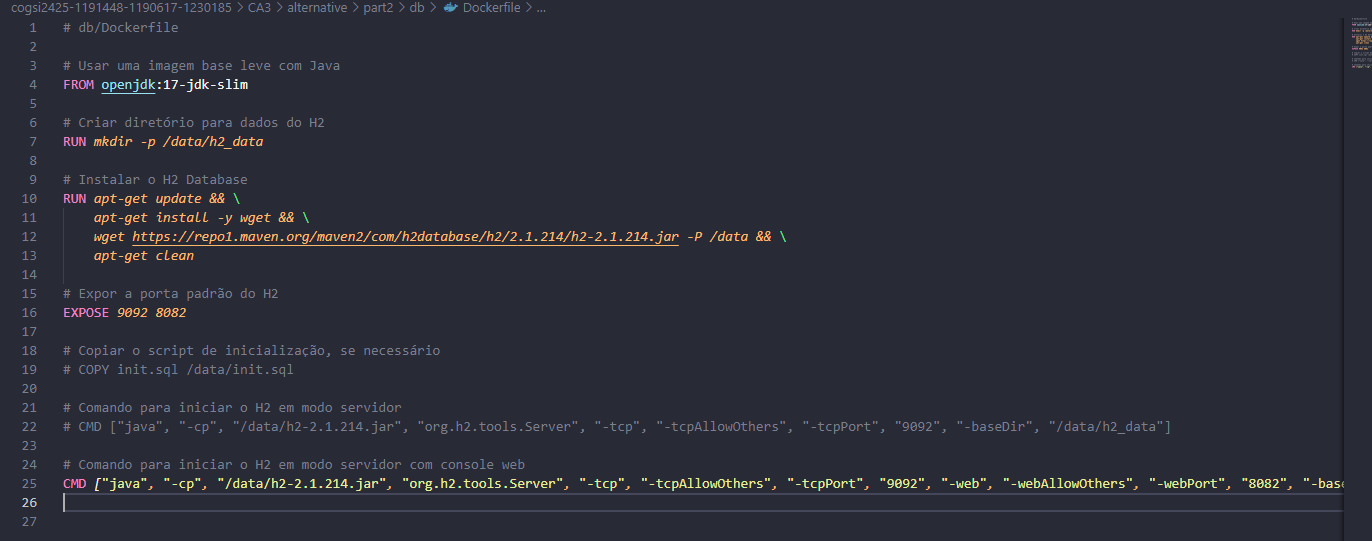 cogsi2425-1191448-1190617-1230185 > CA3 > alternative > part2 > db > Dockerfile > ...
1 # db/Dockerfile
2
3 # Usar uma imagem base leve com Java
4 FROM openjdk:17-jdk-slim
5
6 # Criar diretório para dados do H2
7 RUN mkdir -p /data/h2_data
8
9 # Instalar o H2 Database
10 RUN apt-get update && \
11     apt-get install -y wget && \
12     wget https://repo1.maven.org/maven2/com/h2database/h2/2.1.214/h2-2.1.214.jar -P /data && \
13     apt-get clean
14
15 # Expor a porta padrão do H2
16 EXPOSE 9092 8082
17
18 # Copiar o script de inicialização, se necessário
19 # COPY init.sql /data/init.sql
20
21 # Comando para iniciar o H2 em modo servidor
22 # CMD ["java", "-cp", "/data/h2-2.1.214.jar", "org.h2.tools.Server", "-tcp", "-tcpAllowOthers", "-tcpPort", "9092", "-baseDir", "/data/h2_data"]
23
24 # Comando para iniciar o H2 em modo servidor com console web
25 CMD ["java", "-cp", "/data/h2-2.1.214.jar", "org.h2.tools.Server", "-tcp", "-tcpAllowOthers", "-tcpPort", "9092", "-web", "-webAllowOthers", "-webPort", "8082", "-base
26
27